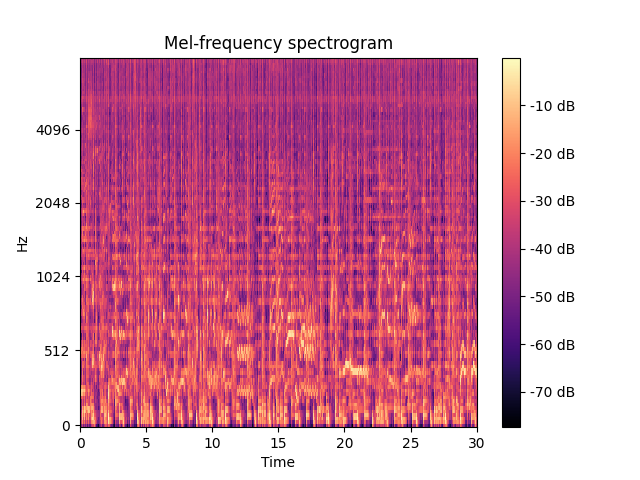 Mel-frequency spectrogram
Hz
4096
2048
1024
512
0
0 5 10 15 20 25 30
Time
-10 dB
-20 dB
-30 dB
-40 dB
-50 dB
-60 dB
-70 dB